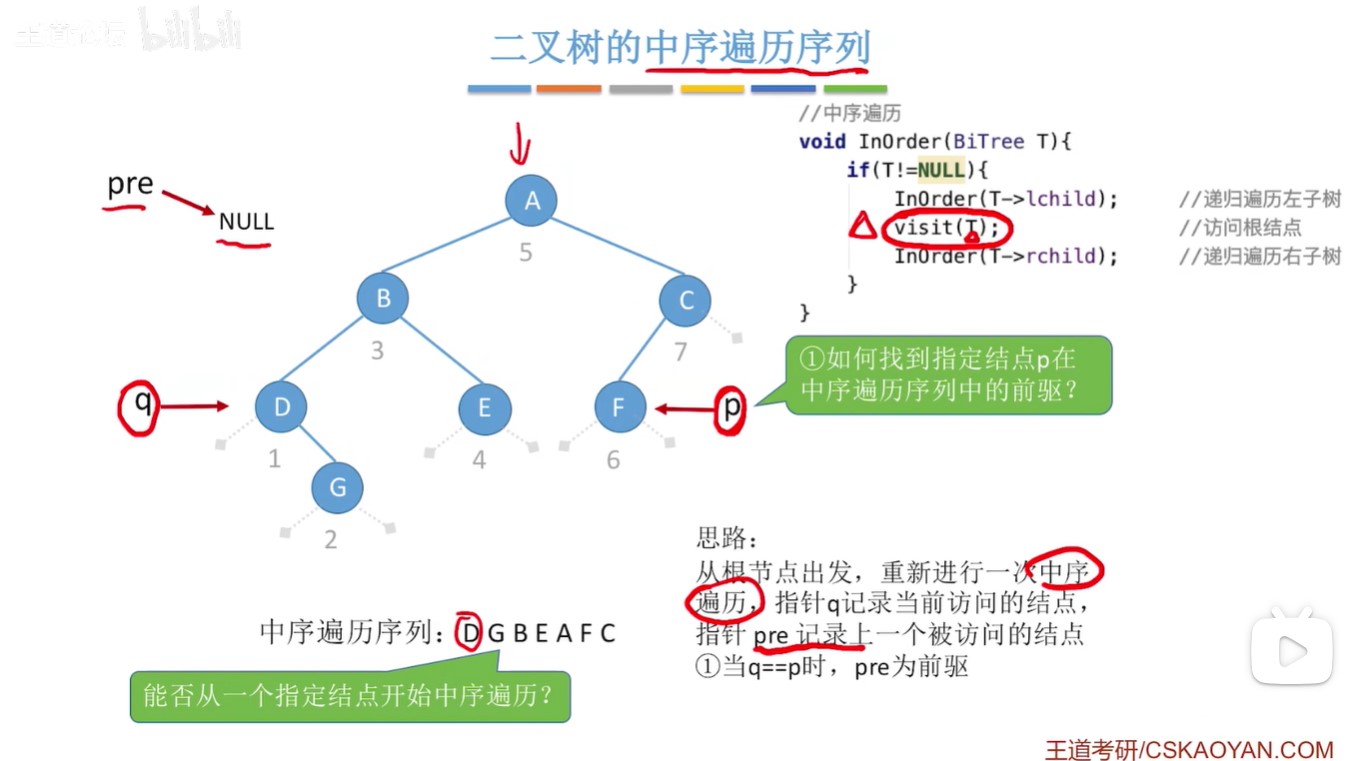 王道论坛 bilibili
二叉树的中序遍历序列
//中序遍历
void InOrder(BiTree T){
if(T!=NULL){
InOrder(T->lchild); //递归遍历左子树
visit(T); //访问根结点
InOrder(T->rchild); //递归遍历右子树
}
}
pre
NULL
A
5
B
3
C
7
①如何找到指定结点p在
中序遍历序列中的前驱？
q
D
1
E
4
F
6
p
G
2
思路：
从根节点出发，重新进行一次中序
遍历，指针q记录当前访问的结点，
指针 pre 记录上一个被访问的结点
①当q==p时，pre为前驱
中序遍历序列：D G B E A F C
能否从一个指定结点开始中序遍历？
王道考研/CSKAOYAN.COM